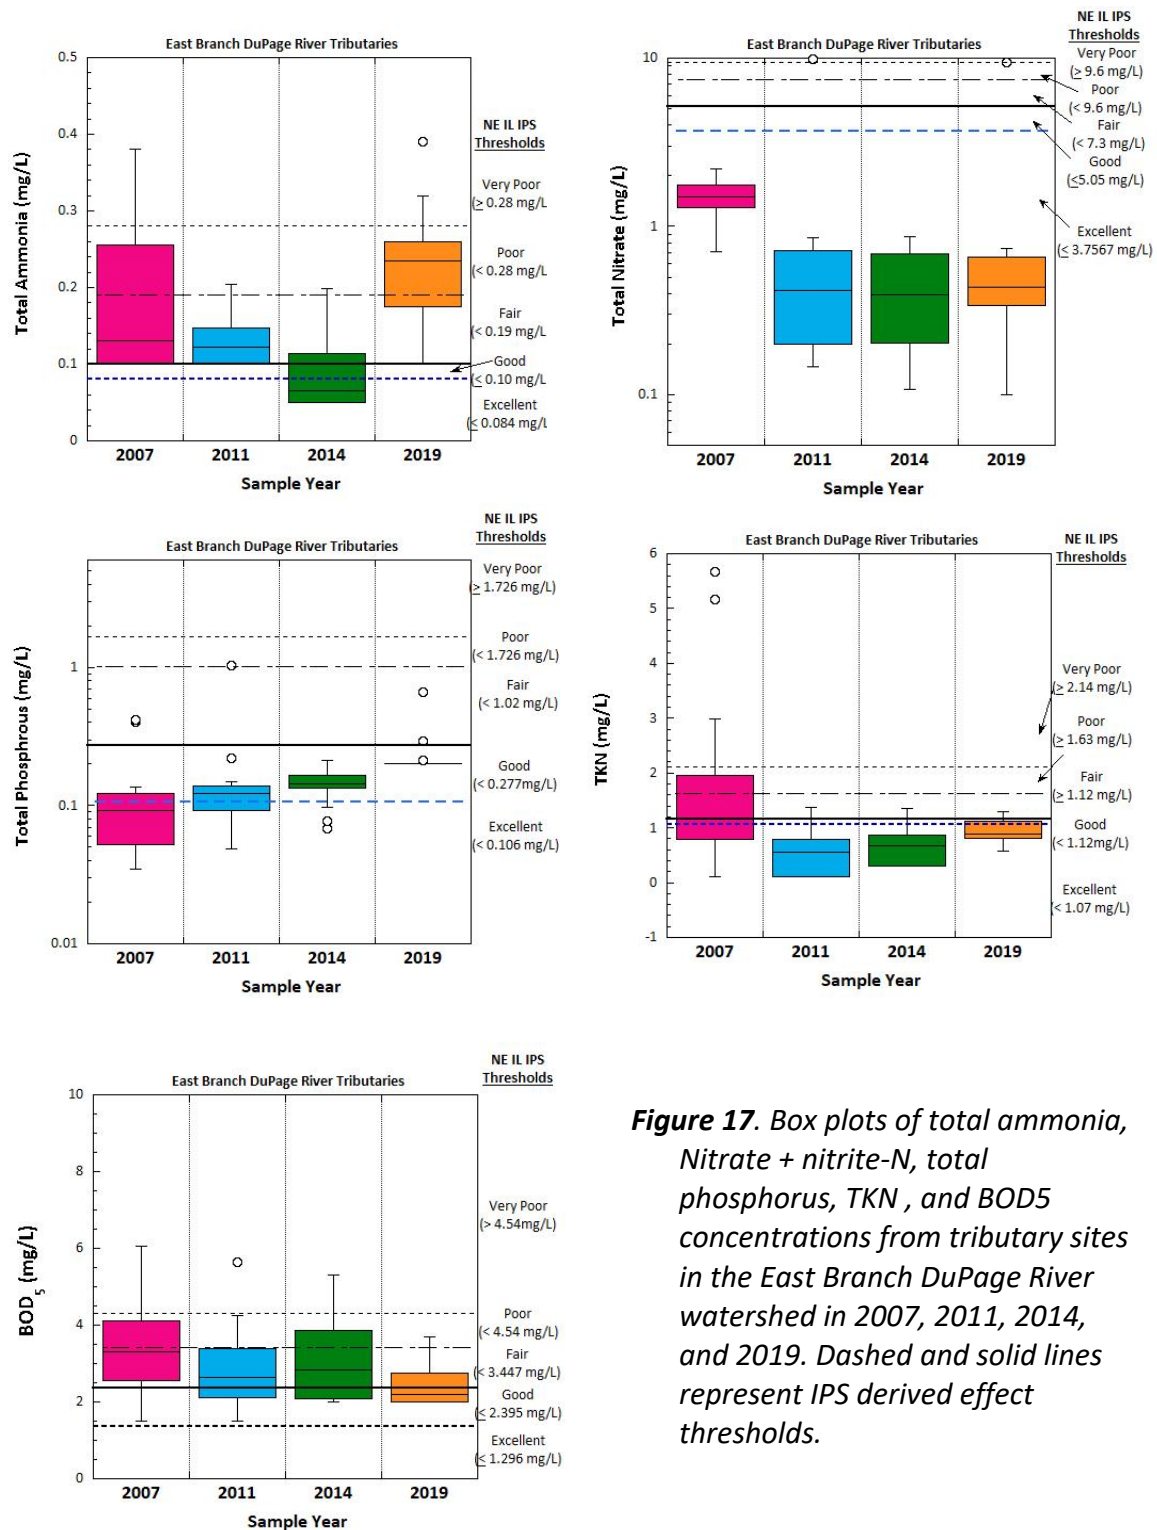 East Branch DuPage River Tributaries
Total Ammonia (mg/L)
0.5
0.4
0.3
0.2
0.1
0
2007 2011 2014 2019
Sample Year
NE IL IPS
Thresholds
Very Poor
(≥ 0.28 mg/L
Poor
(< 0.28 mg/L
Fair
(< 0.19 mg/L
Good
(≤ 0.10 mg/L
Excellent
(≤ 0.084 mg/L
East Branch DuPage River Tributaries
Total Nitrate (mg/L)
10
1
0.1
2007 2011 2014 2019
Sample Year
NE IL IPS
Thresholds
Very Poor
(≥ 9.6 mg/L)
Poor
(< 9.6 mg/L)
Fair
(< 7.3 mg/L)
Good
(≤5.05 mg/L)
Excellent
(≤ 3.7567 mg/L)
East Branch DuPage River Tributaries
Total Phosphrous (mg/L)
1
0.1
0.01
2007 2011 2014 2019
Sample Year
NE IL IPS
Thresholds
Very Poor
(≥ 1.726 mg/L)
Poor
(< 1.726 mg/L)
Fair
(< 1.02 mg/L)
Good
(< 0.277mg/L)
Excellent
(< 0.106 mg/L)
East Branch DuPage River Tributaries
TKN (mg/L)
6
5
4
3
2
1
0
-1
2007 2011 2014 2019
Sample Year
NE IL IPS
Thresholds
Very Poor
(≥ 2.14 mg/L)
Poor
(≥ 1.63 mg/L)
Fair
(≥ 1.12 mg/L)
Good
(< 1.12mg/L)
Excellent
(< 1.07 mg/L)
East Branch DuPage River Tributaries
BOD5 (mg/L)
10
8
6
4
2
0
2007 2011 2014 2019
Sample Year
NE IL IPS
Thresholds
Very Poor
(> 4.54mg/L)
Poor
(< 4.54 mg/L)
Fair
(< 3.447 mg/L)
Good
(≤ 2.395 mg/L)
Excellent
(≤ 1.296 mg/L)
Figure 17. Box plots of total ammonia,
Nitrate + nitrite-N, total
phosphorus, TKN , and BOD5
concentrations from tributary sites
in the East Branch DuPage River
watershed in 2007, 2011, 2014,
and 2019. Dashed and solid lines
represent IPS derived effect
thresholds.